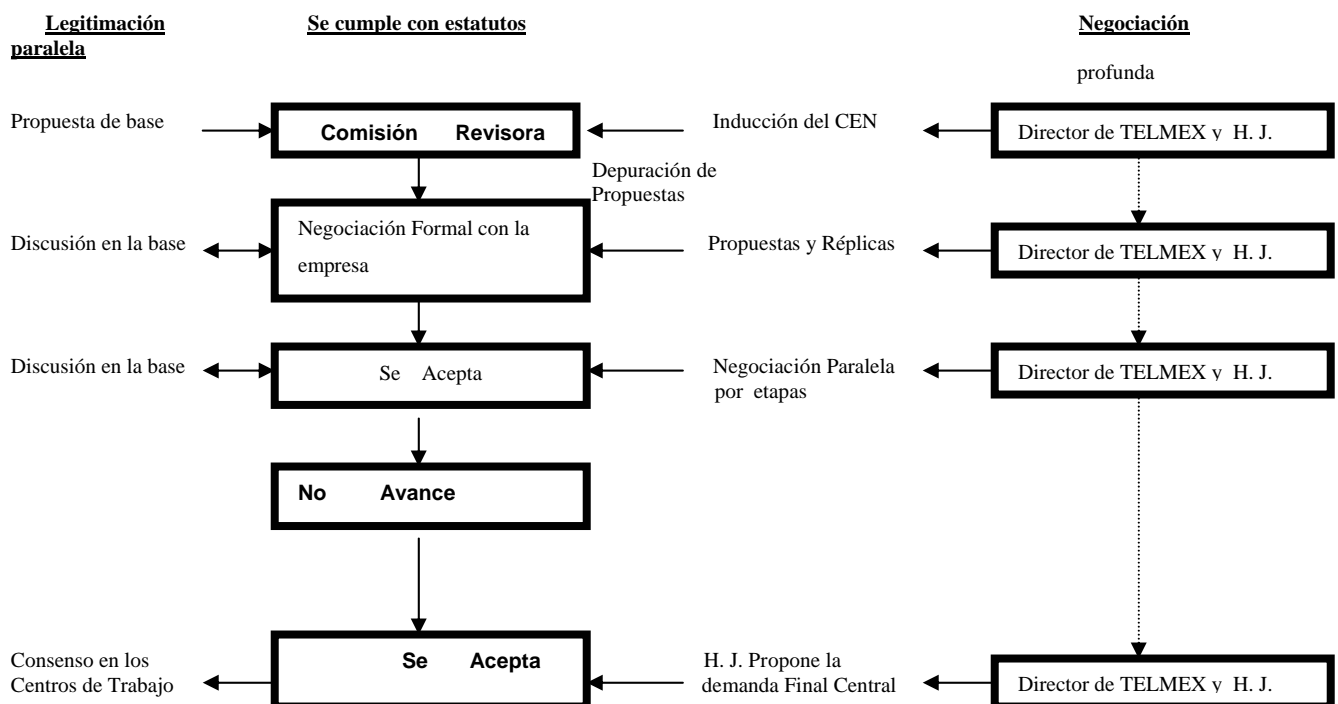 Legitimación paralela
Se cumple con estatutos
Negociación
profunda
Propuesta de base
Comisión Revisora
Inducción del CEN
Director de TELMEX y H. J.
Depuración de
Propuestas
Discusión en la base
Negociación Formal con la
empresa
Propuestas y Réplicas
Director de TELMEX y H. J.
Discusión en la base
Se Acepta
Negociación Paralela
por etapas
Director de TELMEX y H. J.
No Avance
Consenso en los
Centros de Trabajo
Se Acepta
H. J. Propone la
demanda Final Central
Director de TELMEX y H. J.